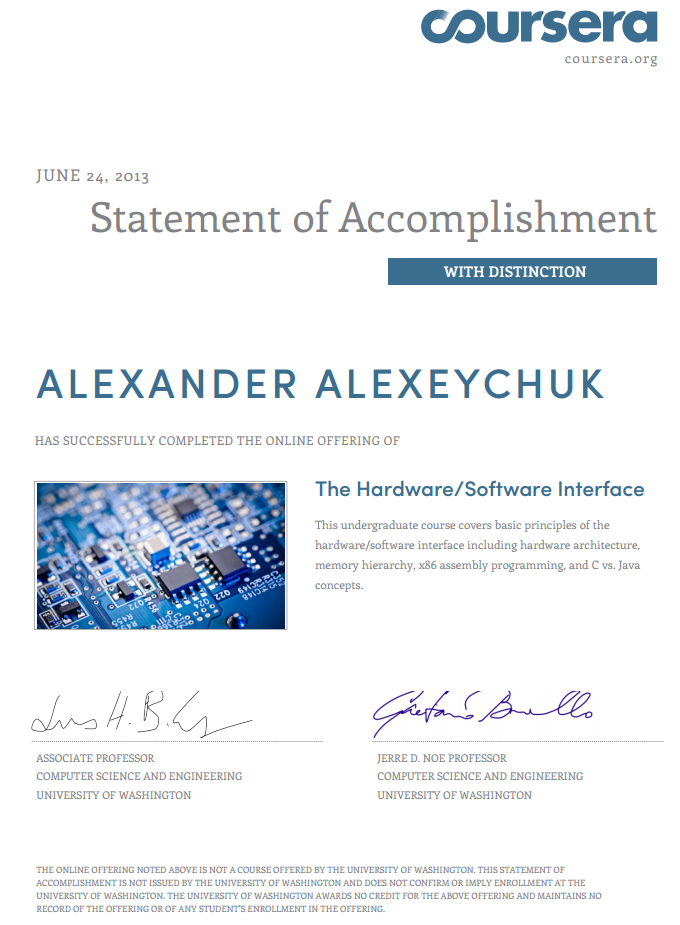 coursera
coursera.org
JUNE 24, 2013
Statement of Accomplishment
WITH DISTINCTION
ALEXANDER ALEXEYCHUK
HAS SUCCESSFULLY COMPLETED THE ONLINE OFFERING OF
The Hardware/Software Interface
This undergraduate course covers basic principles of the
hardware/software interface including hardware architecture,
memory hierarchy, x86 assembly programming, and C vs. Java
concepts.
ASSOCIATE PROFESSOR
COMPUTER SCIENCE AND ENGINEERING
UNIVERSITY OF WASHINGTON
JERRE D. NOE PROFESSOR
COMPUTER SCIENCE AND ENGINEERING
UNIVERSITY OF WASHINGTON
THE ONLINE OFFERING NOTED ABOVE IS NOT A COURSE OFFERED BY THE UNIVERSITY OF WASHINGTON. THIS STATEMENT OF
ACCOMPLISHMENT IS NOT ISSUED BY THE UNIVERSITY OF WASHINGTON AND DOES NOT CONFIRM OR IMPLY ENROLLMENT AT THE
UNIVERSITY OF WASHINGTON. THE UNIVERSITY OF WASHINGTON AWARDS NO CREDIT FOR THE ABOVE OFFERING AND MAINTAINS NO
RECORD OF THE OFFERING OR OF ANY STUDENT'S ENROLLMENT IN THE OFFERING.